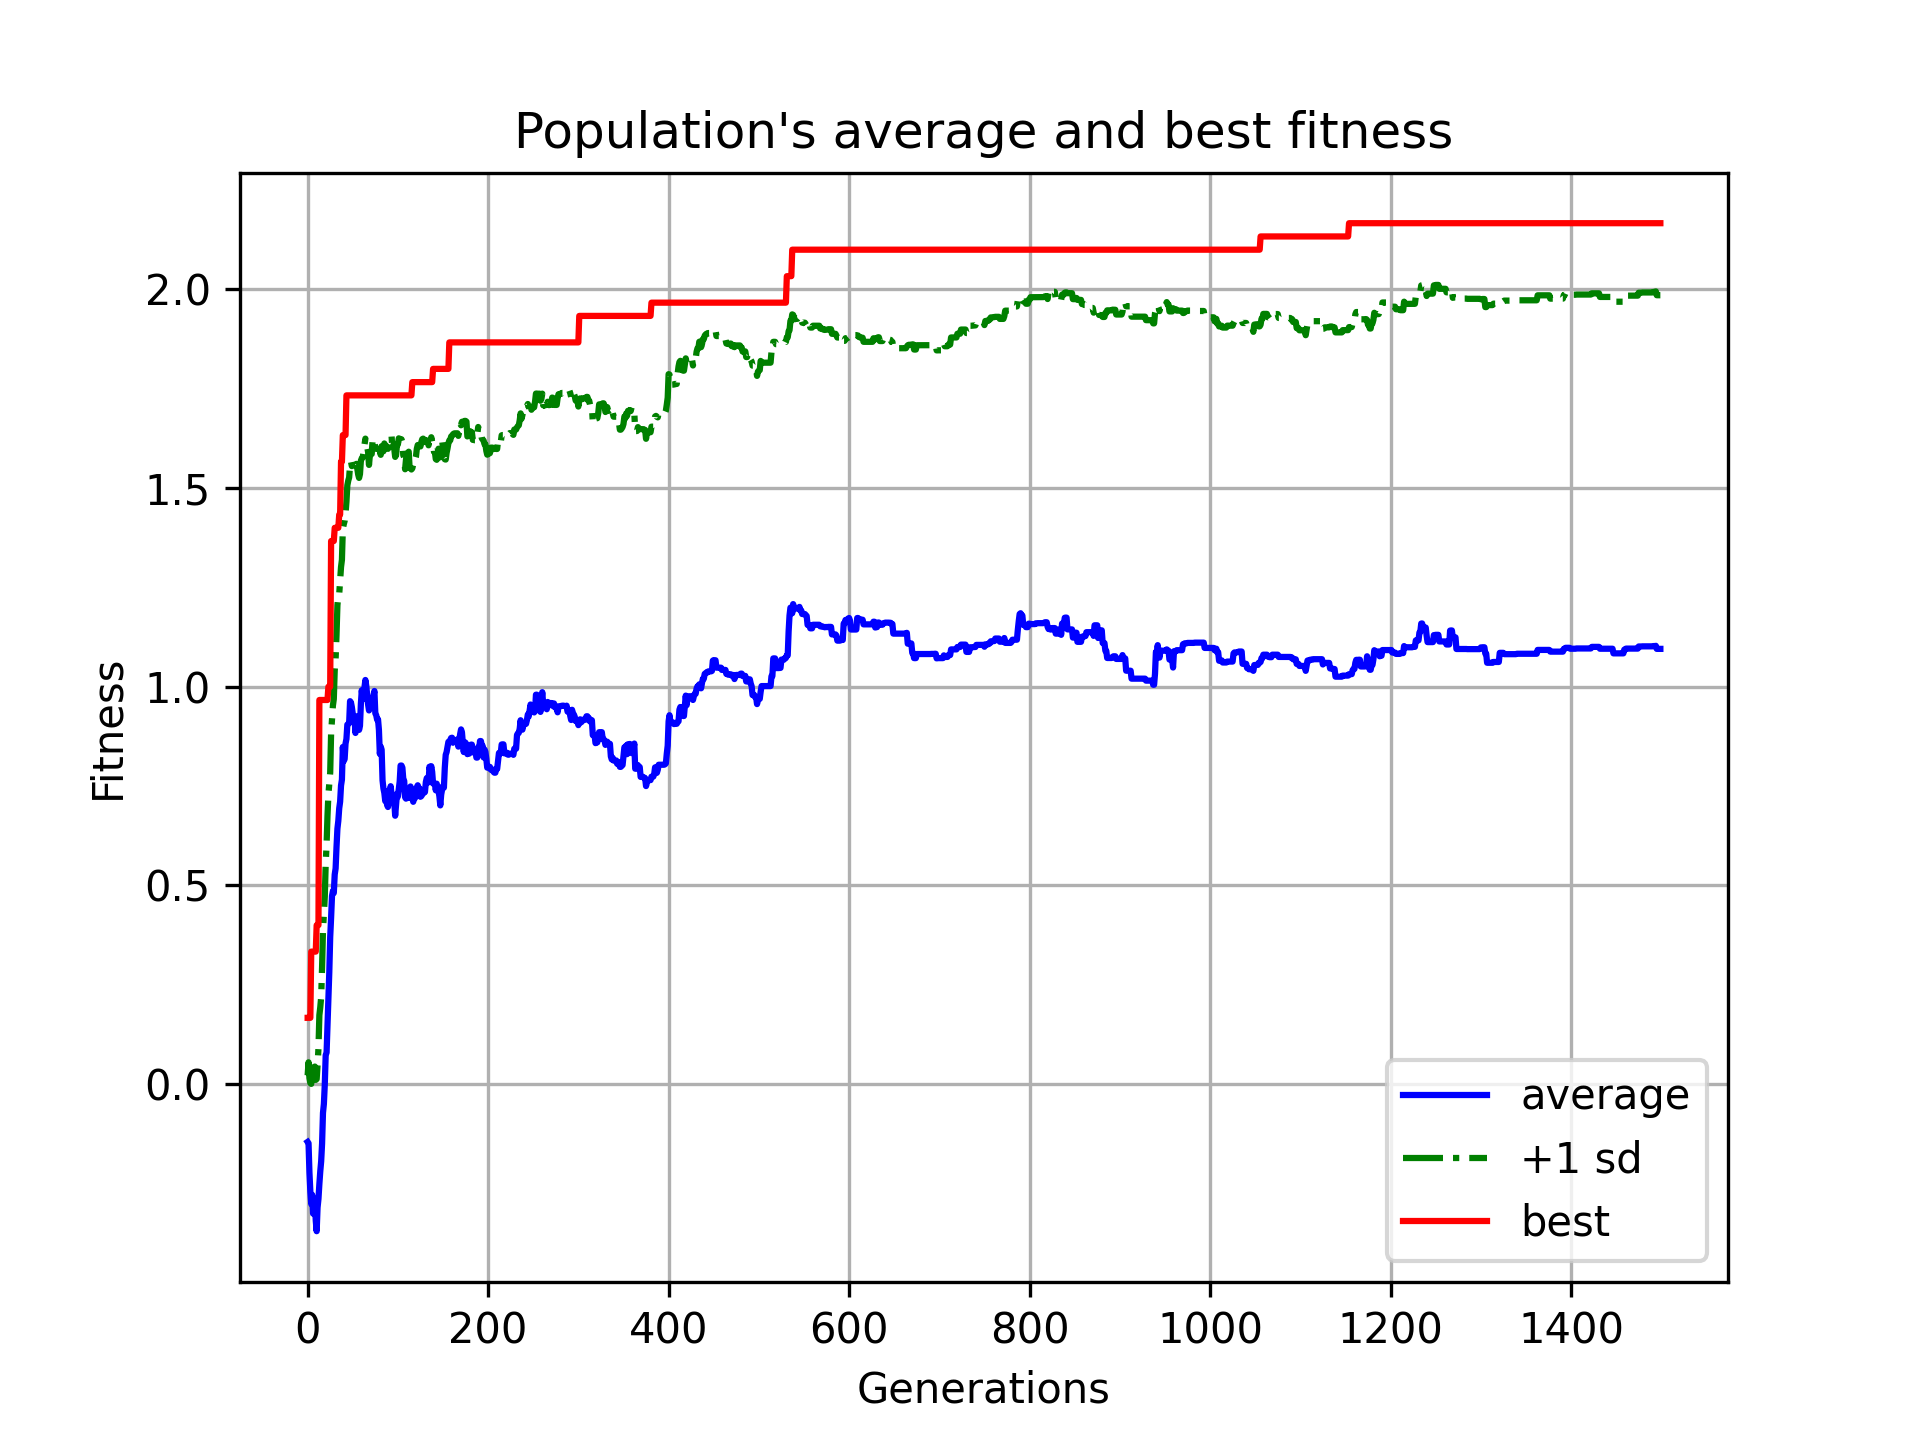 Population's average and best fitness
Fitness
2.0
1.5
1.0
0.5
0.0
0 200 400 600 800 1000 1200 1400
Generations
average
+1 sd
best